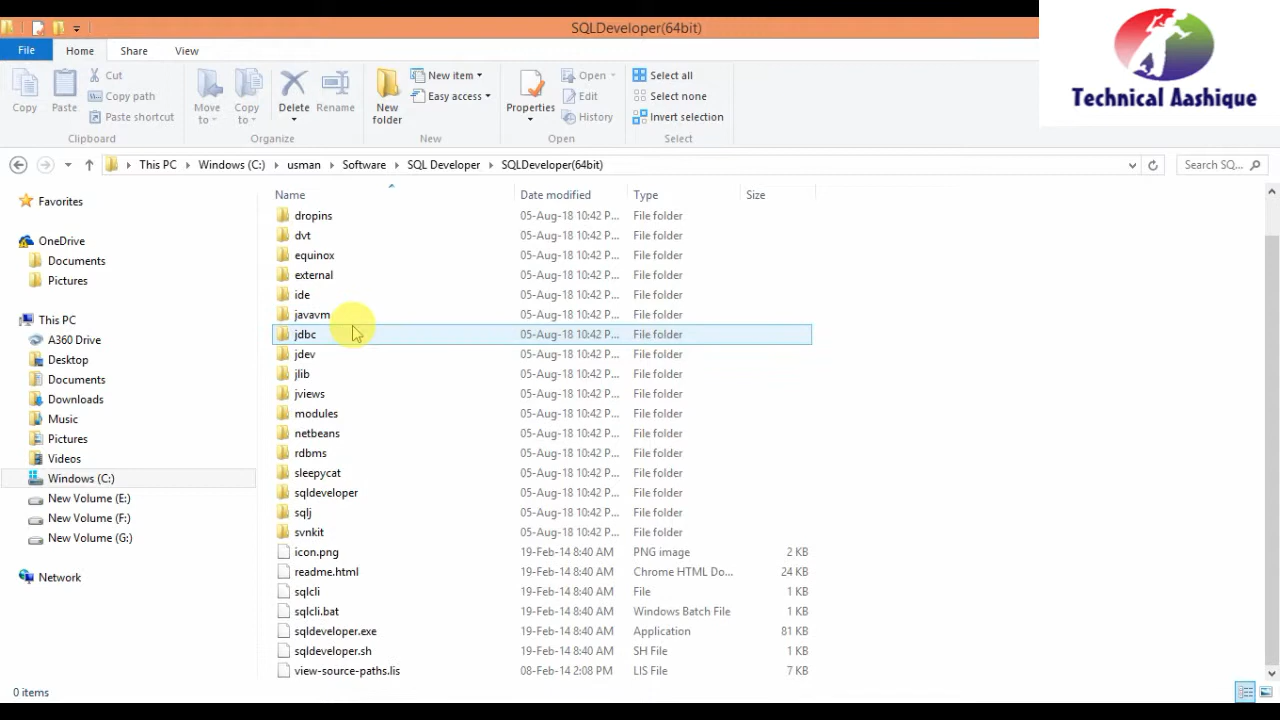 SQLDeveloper(64bit)
Technical Aashique
File Home Share View
Copy
Paste
Cut
Copy path
Paste shortcut
Clipboard
Move to
Copy to
Delete
Rename
Organize
New folder
New item
Easy access
New
Properties
Open
Edit
History
Open
Select all
Select none
Invert selection
Select
This PC Windows (C:) usman Software SQL Developer SQLDeveloper(64bit)
Search SQ...
Favorites
OneDrive
Documents
Pictures
This PC
A360 Drive
Desktop
Documents
Downloads
Music
Pictures
Videos
Windows (C:)
New Volume (E:)
New Volume (F:)
New Volume (G:)
Network
Name Date modified Type Size
dropins 05-Aug-18 10:42 P... File folder
dvt 05-Aug-18 10:42 P... File folder
equinox 05-Aug-18 10:42 P... File folder
external 05-Aug-18 10:42 P... File folder
ide 05-Aug-18 10:42 P... File folder
javavm 05-Aug-18 10:42 P... File folder
jdbc 05-Aug-18 10:42 P... File folder
jdev 05-Aug-18 10:42 P... File folder
jlib 05-Aug-18 10:42 P... File folder
jviews 05-Aug-18 10:42 P... File folder
modules 05-Aug-18 10:42 P... File folder
netbeans 05-Aug-18 10:42 P... File folder
rdbms 05-Aug-18 10:42 P... File folder
sleepycat 05-Aug-18 10:42 P... File folder
sqldeveloper 05-Aug-18 10:42 P... File folder
sqlj 05-Aug-18 10:42 P... File folder
svnkit 05-Aug-18 10:42 P... File folder
icon.png 19-Feb-14 8:40 AM PNG image 2 KB
readme.html 19-Feb-14 8:40 AM Chrome HTML Do... 24 KB
sqlcli 19-Feb-14 8:40 AM File 1 KB
sqlcli.bat 19-Feb-14 8:40 AM Windows Batch File 1 KB
sqldeveloper.exe 19-Feb-14 8:40 AM Application 81 KB
sqldeveloper.sh 19-Feb-14 8:40 AM SH File 1 KB
view-source-paths.lis 08-Feb-14 2:08 PM LIS File 7 KB
0 items